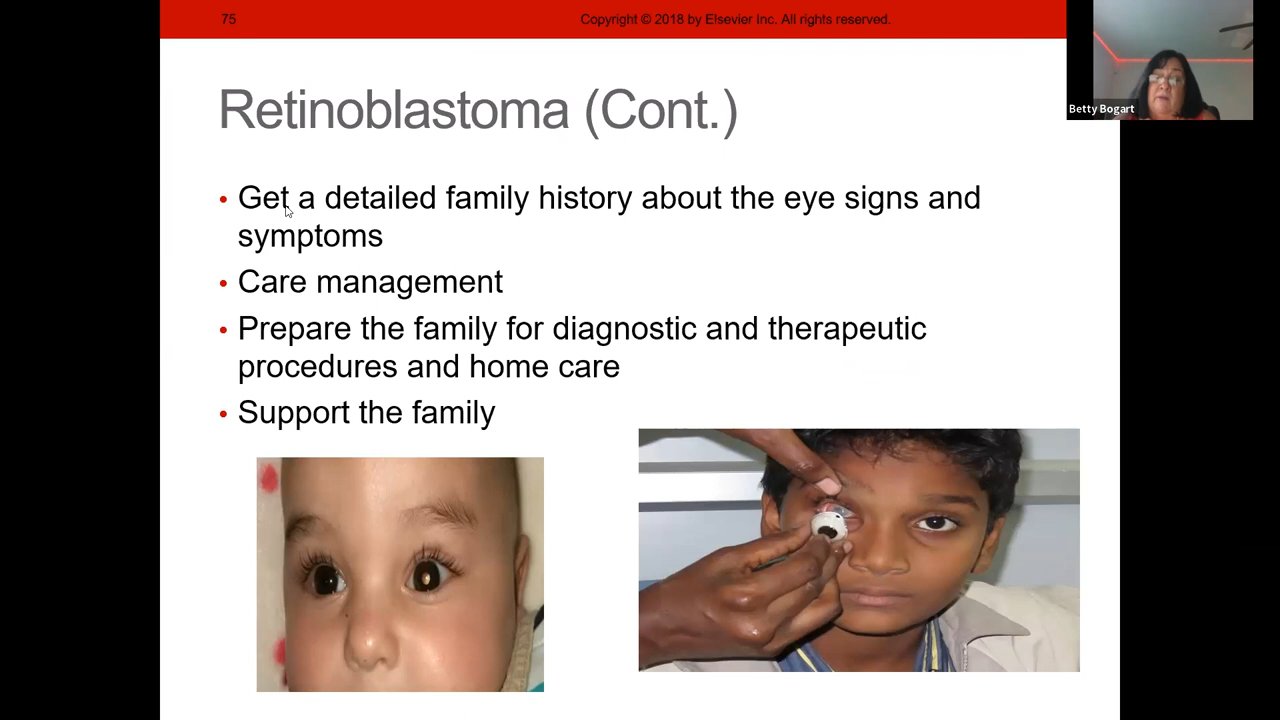 75
Copyright © 2018 by Elsevier Inc. All rights reserved.
Betty Bogart
Retinoblastoma (Cont.)
• Get a detailed family history about the eye signs and
symptoms
• Care management
• Prepare the family for diagnostic and therapeutic
procedures and home care
• Support the family